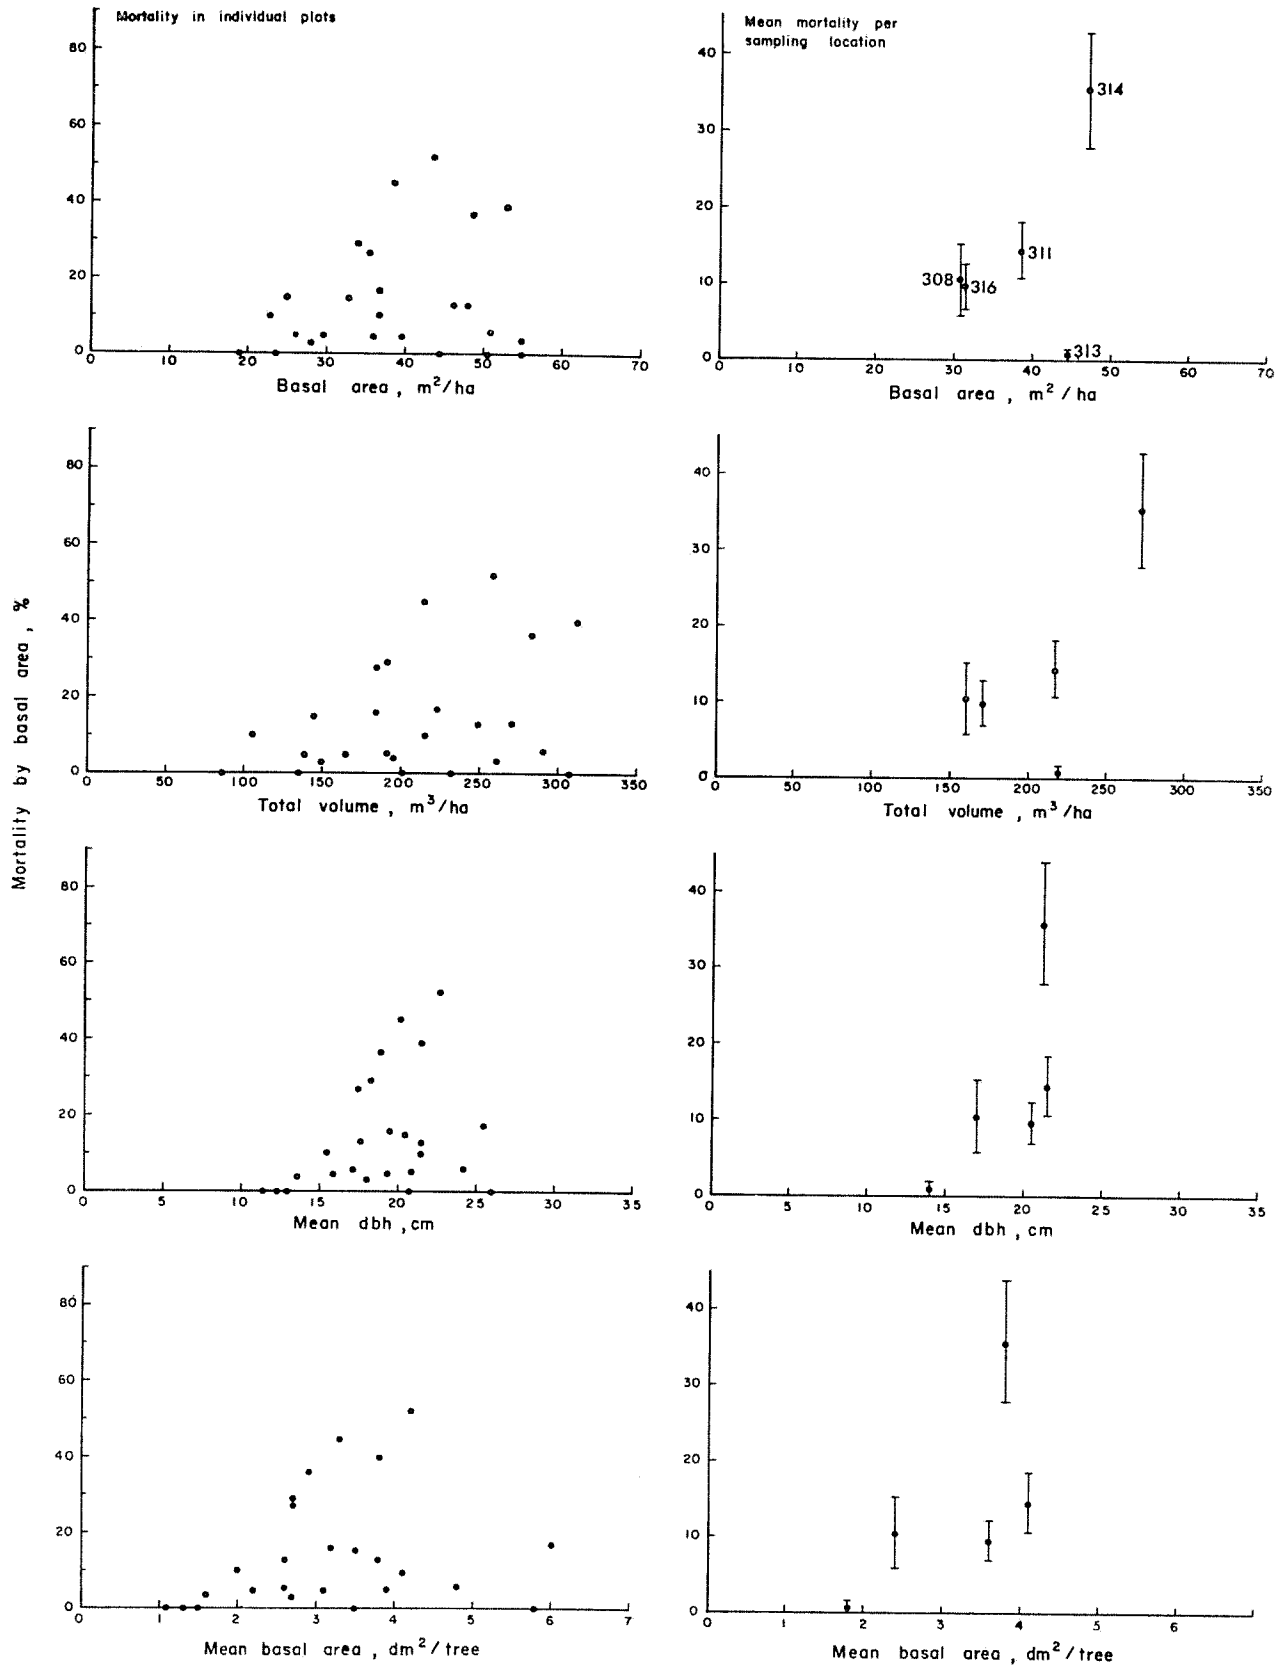 Mortality in individual plots
80
60
40
20
0
0 10 20 30 40 50 60 70
Basal area , m²/ha
Mean mortality per
sampling location
40
30
20
10
0
314
311
308
316
313
0 10 20 30 40 50 60 70
Basal area , m²/ha
Mortality by basal area , %
80
60
40
20
0
0 50 100 150 200 250 300 350
Total volume , m³/ha
40
30
20
10
0
0 50 100 150 200 250 300 350
Total volume , m³/ha
80
60
40
20
0
0 5 10 15 20 25 30 35
Mean dbh , cm
40
30
20
10
0
0 5 10 15 20 25 30 35
Mean dbh , cm
80
60
40
20
0
0 1 2 3 4 5 6 7
Mean basal area , dm²/tree
40
30
20
10
0
0 1 2 3 4 5 6
Mean basal area , dm²/tree